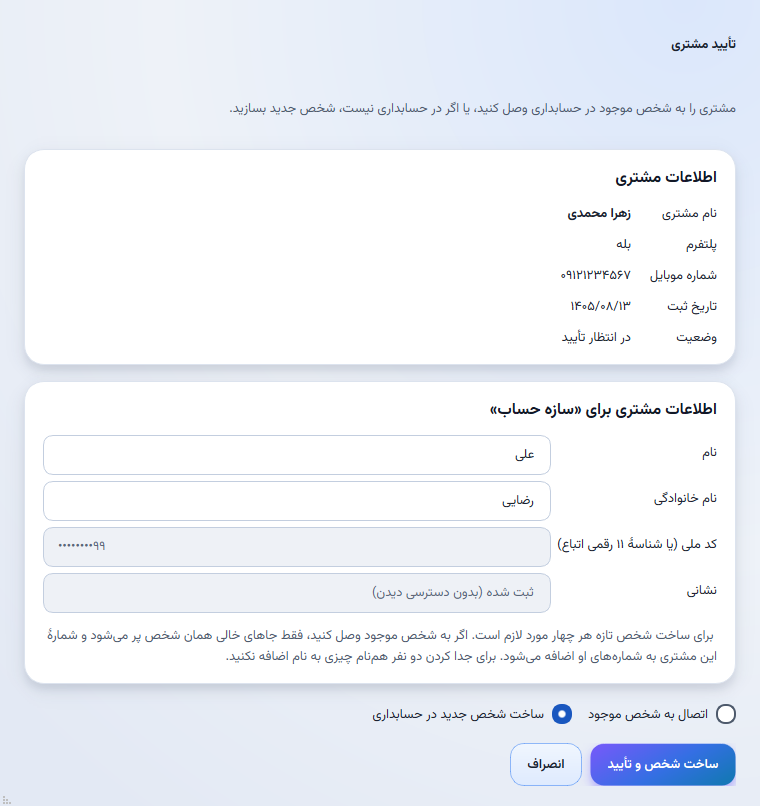 تأیید مشتری
مشتری را به شخص موجود در حسابداری وصل کنید، یا اگر در حسابداری نیست، شخص جدید بسازید.
اطلاعات مشتری
نام مشتری زهرا محمدی
پلتفرم بله
شماره موبایل ۰۹۱۲۱۲۳۴۵۶۷
تاریخ ثبت ۱۴۰۵/۰۸/۱۳
وضعیت در انتظار تأیید
اطلاعات مشتری برای «سازه حساب»
نام علی
نام خانوادگی رضایی
کد ملی (یا شناسهٔ ۱۱ رقمی اتباع) ••••••••۹۹
نشانی ثبت شده (بدون دسترسی دیدن)
برای ساخت شخص تازه هر چهار مورد لازم است. اگر به شخص موجود وصل کنید، فقط جاهای خالی همان شخص پر می‌شود و شمارهٔ
این مشتری به شماره‌های او اضافه می‌شود. برای جدا کردن دو نفر هم‌نام چیزی به نام اضافه نکنید.
اتصال به شخص موجود ساخت شخص جدید در حسابداری
ساخت شخص و تأیید انصراف